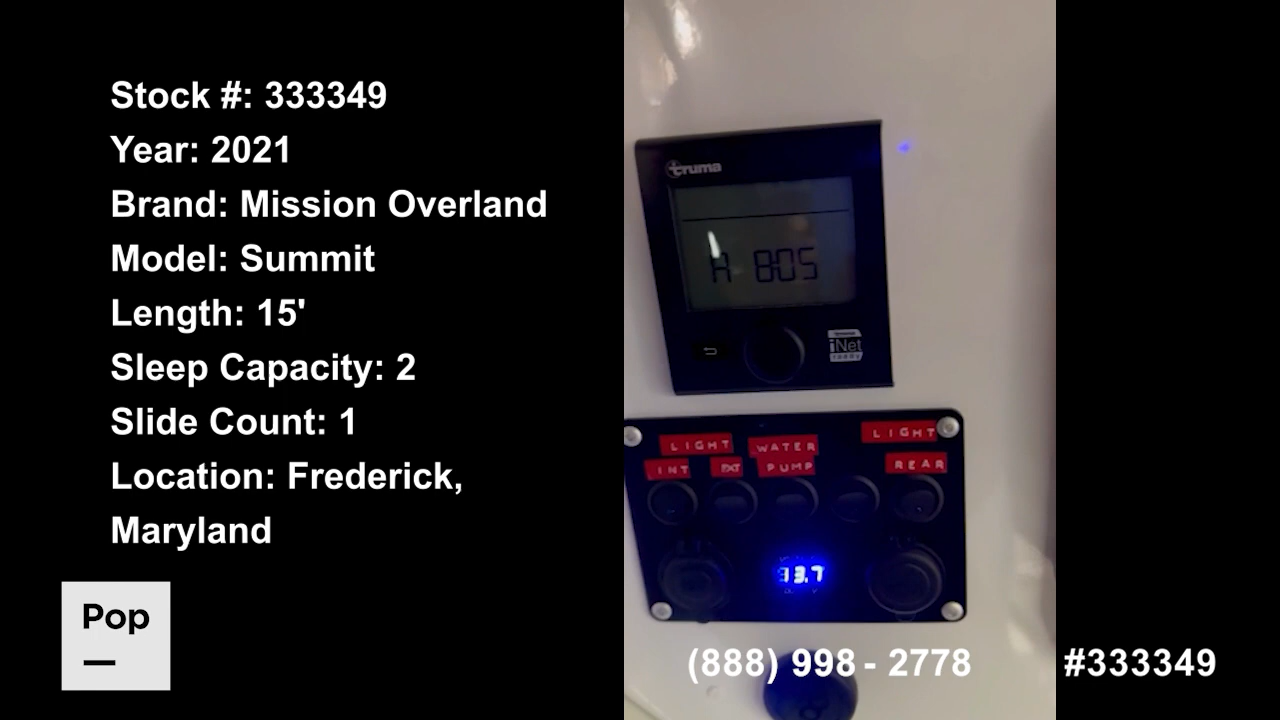 Stock #: 333349
Year: 2021
Brand: Mission Overland
Model: Summit
Length: 15'
Sleep Capacity: 2
Slide Count: 1
Location: Frederick,
Maryland
Pop
truma
A 8:05
iNet
ready
LIGHT WATER LIGHT
INT EXT PUMP REAR
13.7
(888) 998 - 2778
#333349